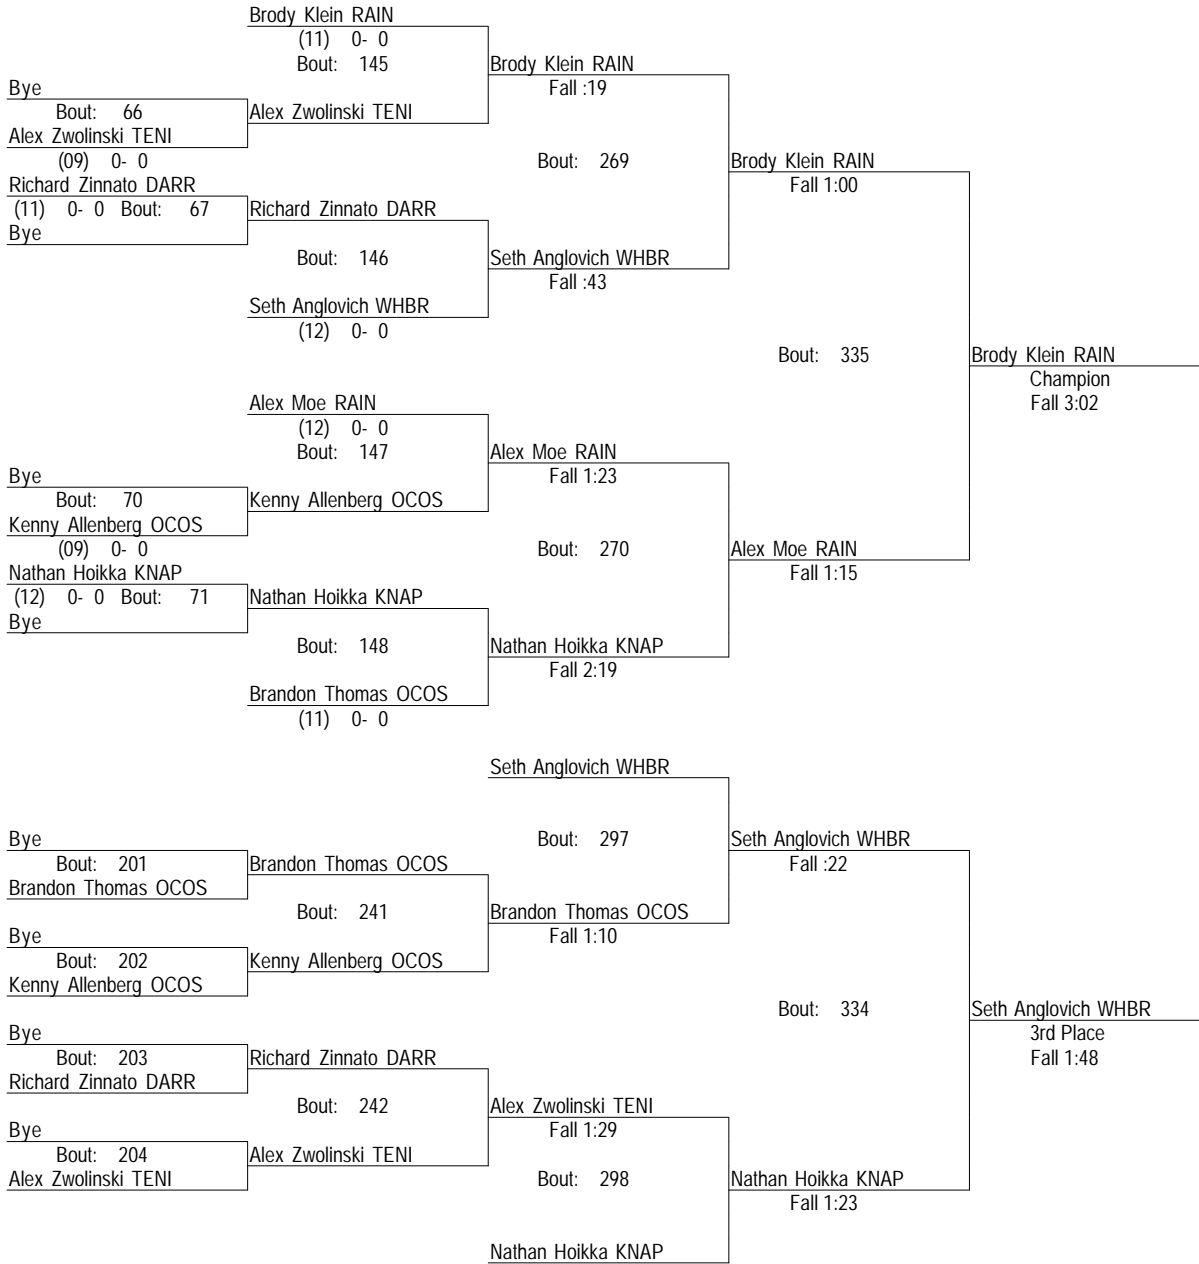 Brody Klein RAIN
(11) 0- 0
Bout: 145
Brody Klein RAIN
Fall :19
Bye
Bout: 66
Alex Zwolinski TENI
Alex Zwolinski TENI
(09) 0- 0
Bout: 269
Brody Klein RAIN
Fall 1:00
Richard Zinnato DARR
(11) 0- 0 Bout: 67
Richard Zinnato DARR
Bye
Bout: 146
Seth Anglovich WHBR
Fall :43
Seth Anglovich WHBR
(12) 0- 0
Bout: 335
Brody Klein RAIN
Champion
Fall 3:02
Alex Moe RAIN
(12) 0- 0
Bout: 147
Alex Moe RAIN
Fall 1:23
Bye
Bout: 70
Kenny Allenberg OCOS
Kenny Allenberg OCOS
(09) 0- 0
Bout: 270
Alex Moe RAIN
Fall 1:15
Nathan Hoikka KNAP
(12) 0- 0 Bout: 71
Nathan Hoikka KNAP
Bye
Bout: 148
Nathan Hoikka KNAP
Fall 2:19
Brandon Thomas OCOS
(11) 0- 0
Seth Anglovich WHBR
Bye
Bout: 201
Brandon Thomas OCOS
Brandon Thomas OCOS
Bout: 297
Seth Anglovich WHBR
Fall :22
Bout: 241
Brandon Thomas OCOS
Fall 1:10
Bye
Bout: 202
Kenny Allenberg OCOS
Kenny Allenberg OCOS
Bout: 334
Seth Anglovich WHBR
3rd Place
Fall 1:48
Bye
Bout: 203
Richard Zinnato DARR
Richard Zinnato DARR
Bout: 242
Alex Zwolinski TENI
Fall 1:29
Bye
Bout: 204
Alex Zwolinski TENI
Alex Zwolinski TENI
Bout: 298
Nathan Hoikka KNAP
Fall 1:23
Nathan Hoikka KNAP